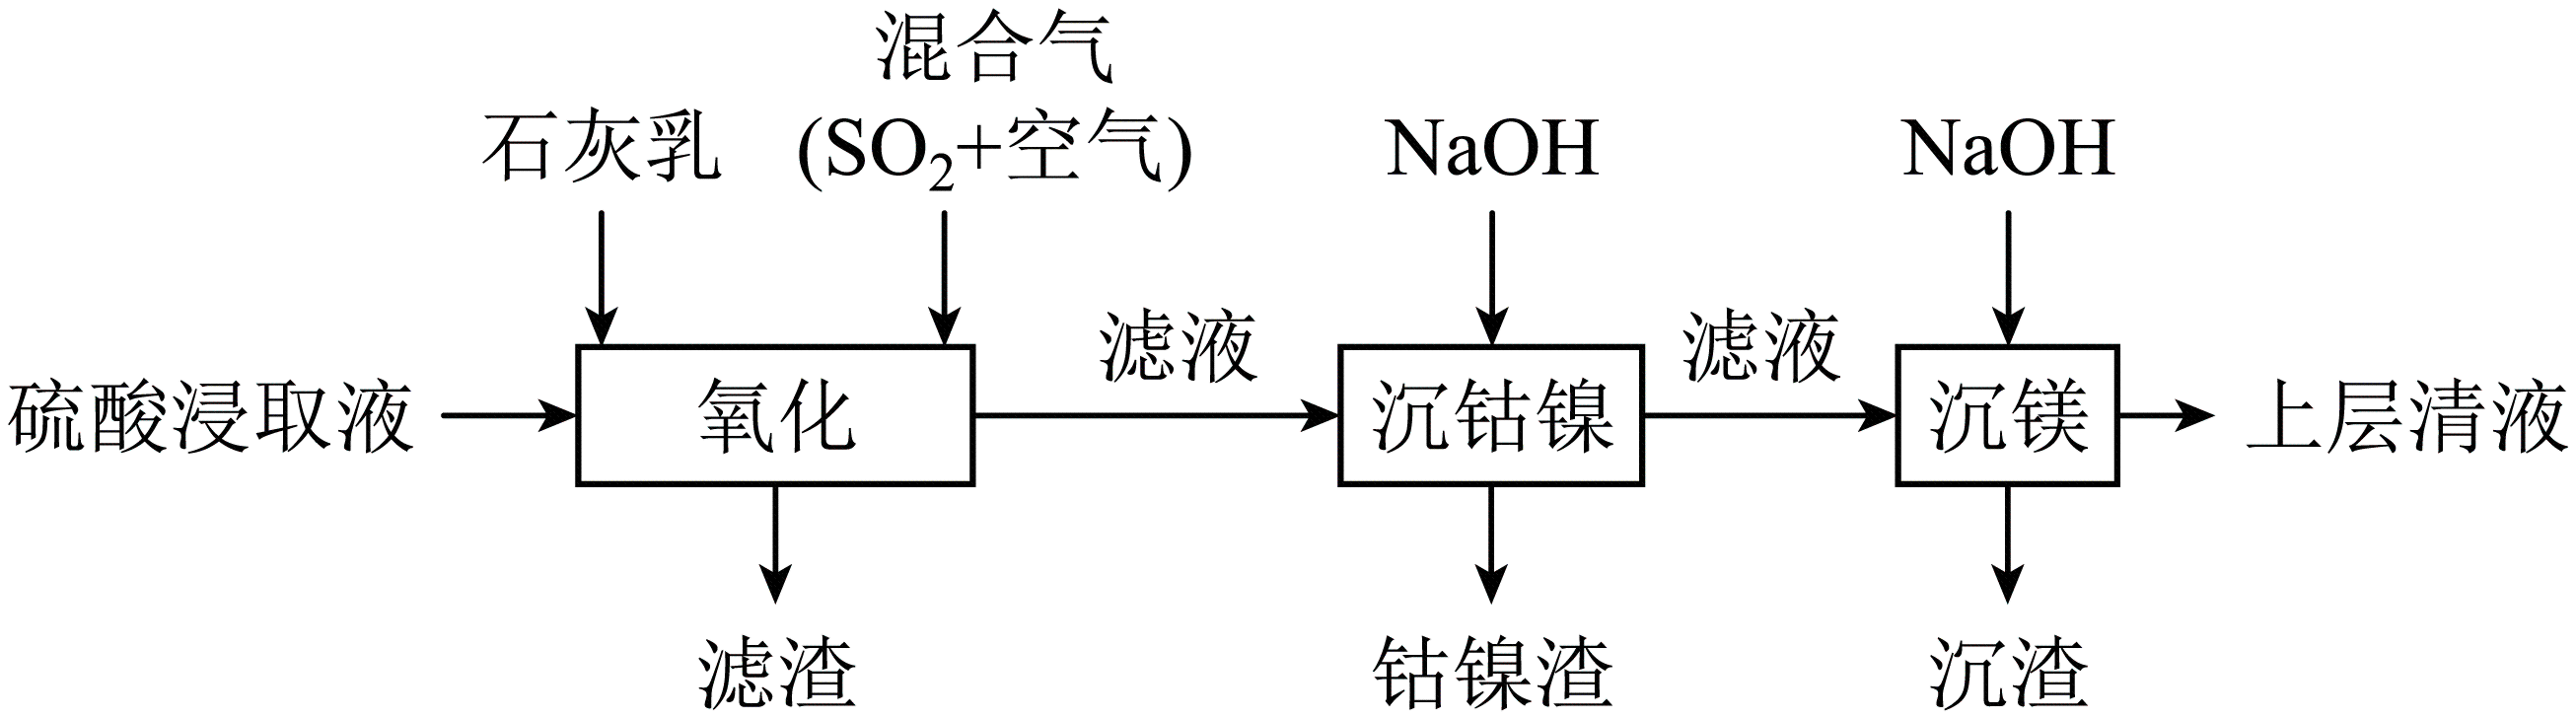 混合气
石灰乳
(SO₂+空气)
NaOH
NaOH
硫酸浸取液
氧化
滤液
沉钴镍
滤液
沉镁
上层清液
滤渣
钴镍渣
沉渣